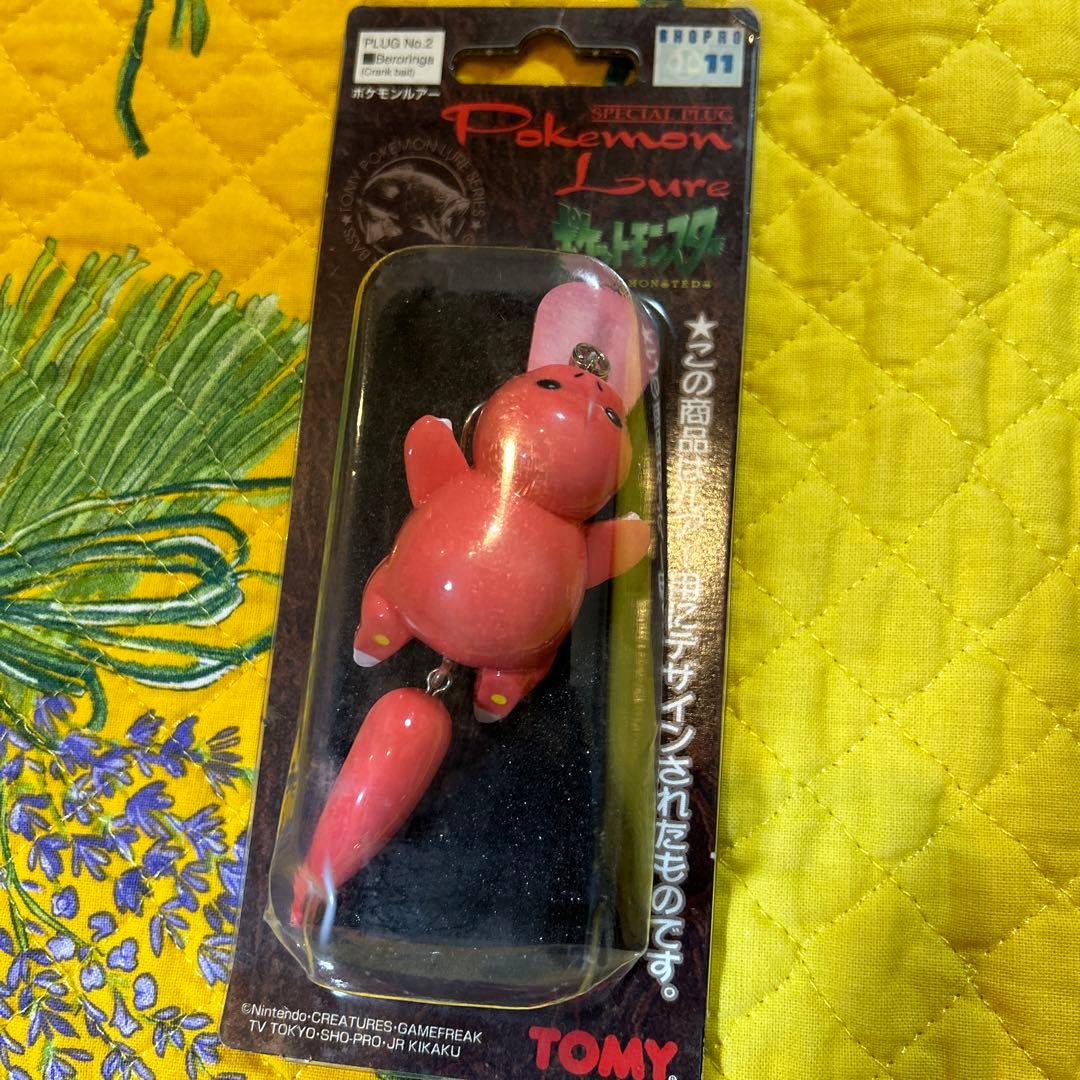 PLUG No.2
■Beroringa
(Crank bait)
ポケモンルアー
SHOPRO
11
SPECIAL PLUG
Pokemon
Lure
BASS★TOMY POKEMON LURE SERIES★
ポケットモンスター
★この商品は
用にデザインされたものです。
©Nintendo・CREATURES・GAMEFREAK
TV TOKYO・SHO-PRO・JR KIKAKU
TOMY